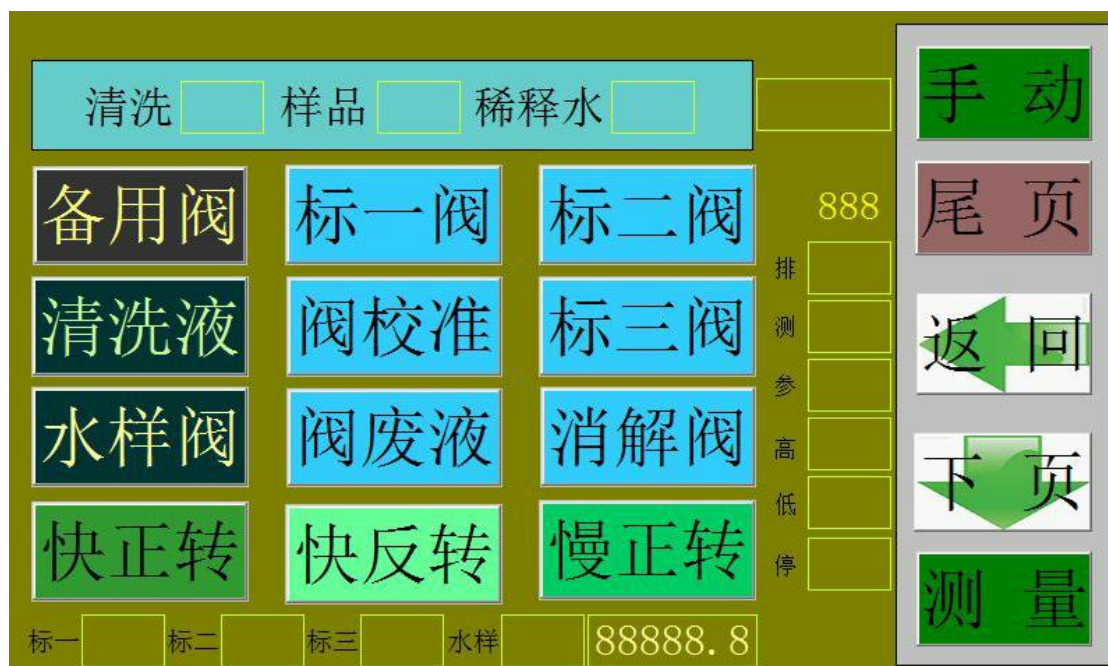 清洗 样品 稀释水
手 动
备用阀 标一阀 标二阀
888
尾 页
排
清洗液 阀校准 标三阀
测
返 回
参
水样阀 阀废液 消解阀
高
下 页
低
快正转 快反转 慢正转
停
测 量
标一 标二 标三 水样 88888.8